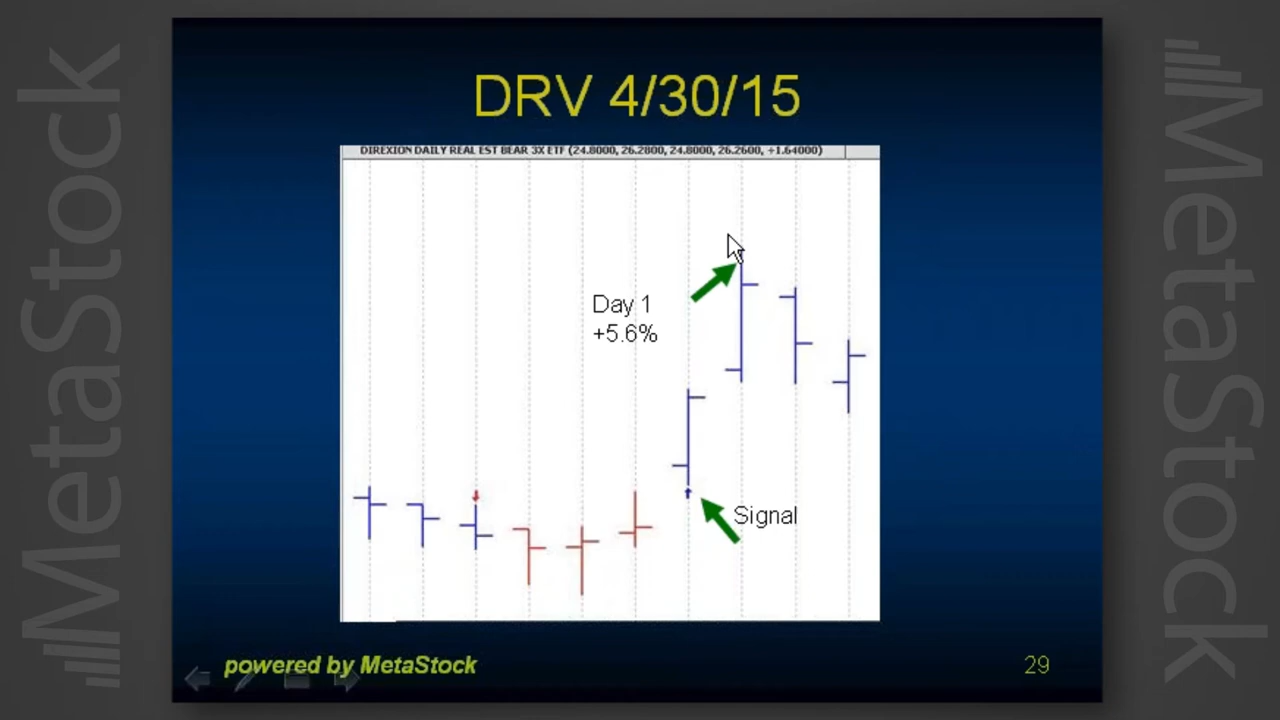 MetaStock
DRV 4/30/15
DIREXION DAILY REAL EST BEAR 3X ETF (24.8000, 26.2800, 24.8000, 26.2600, +1.64000)
Day 1
+5.6%
Signal
powered by MetaStock
29
MetaStock